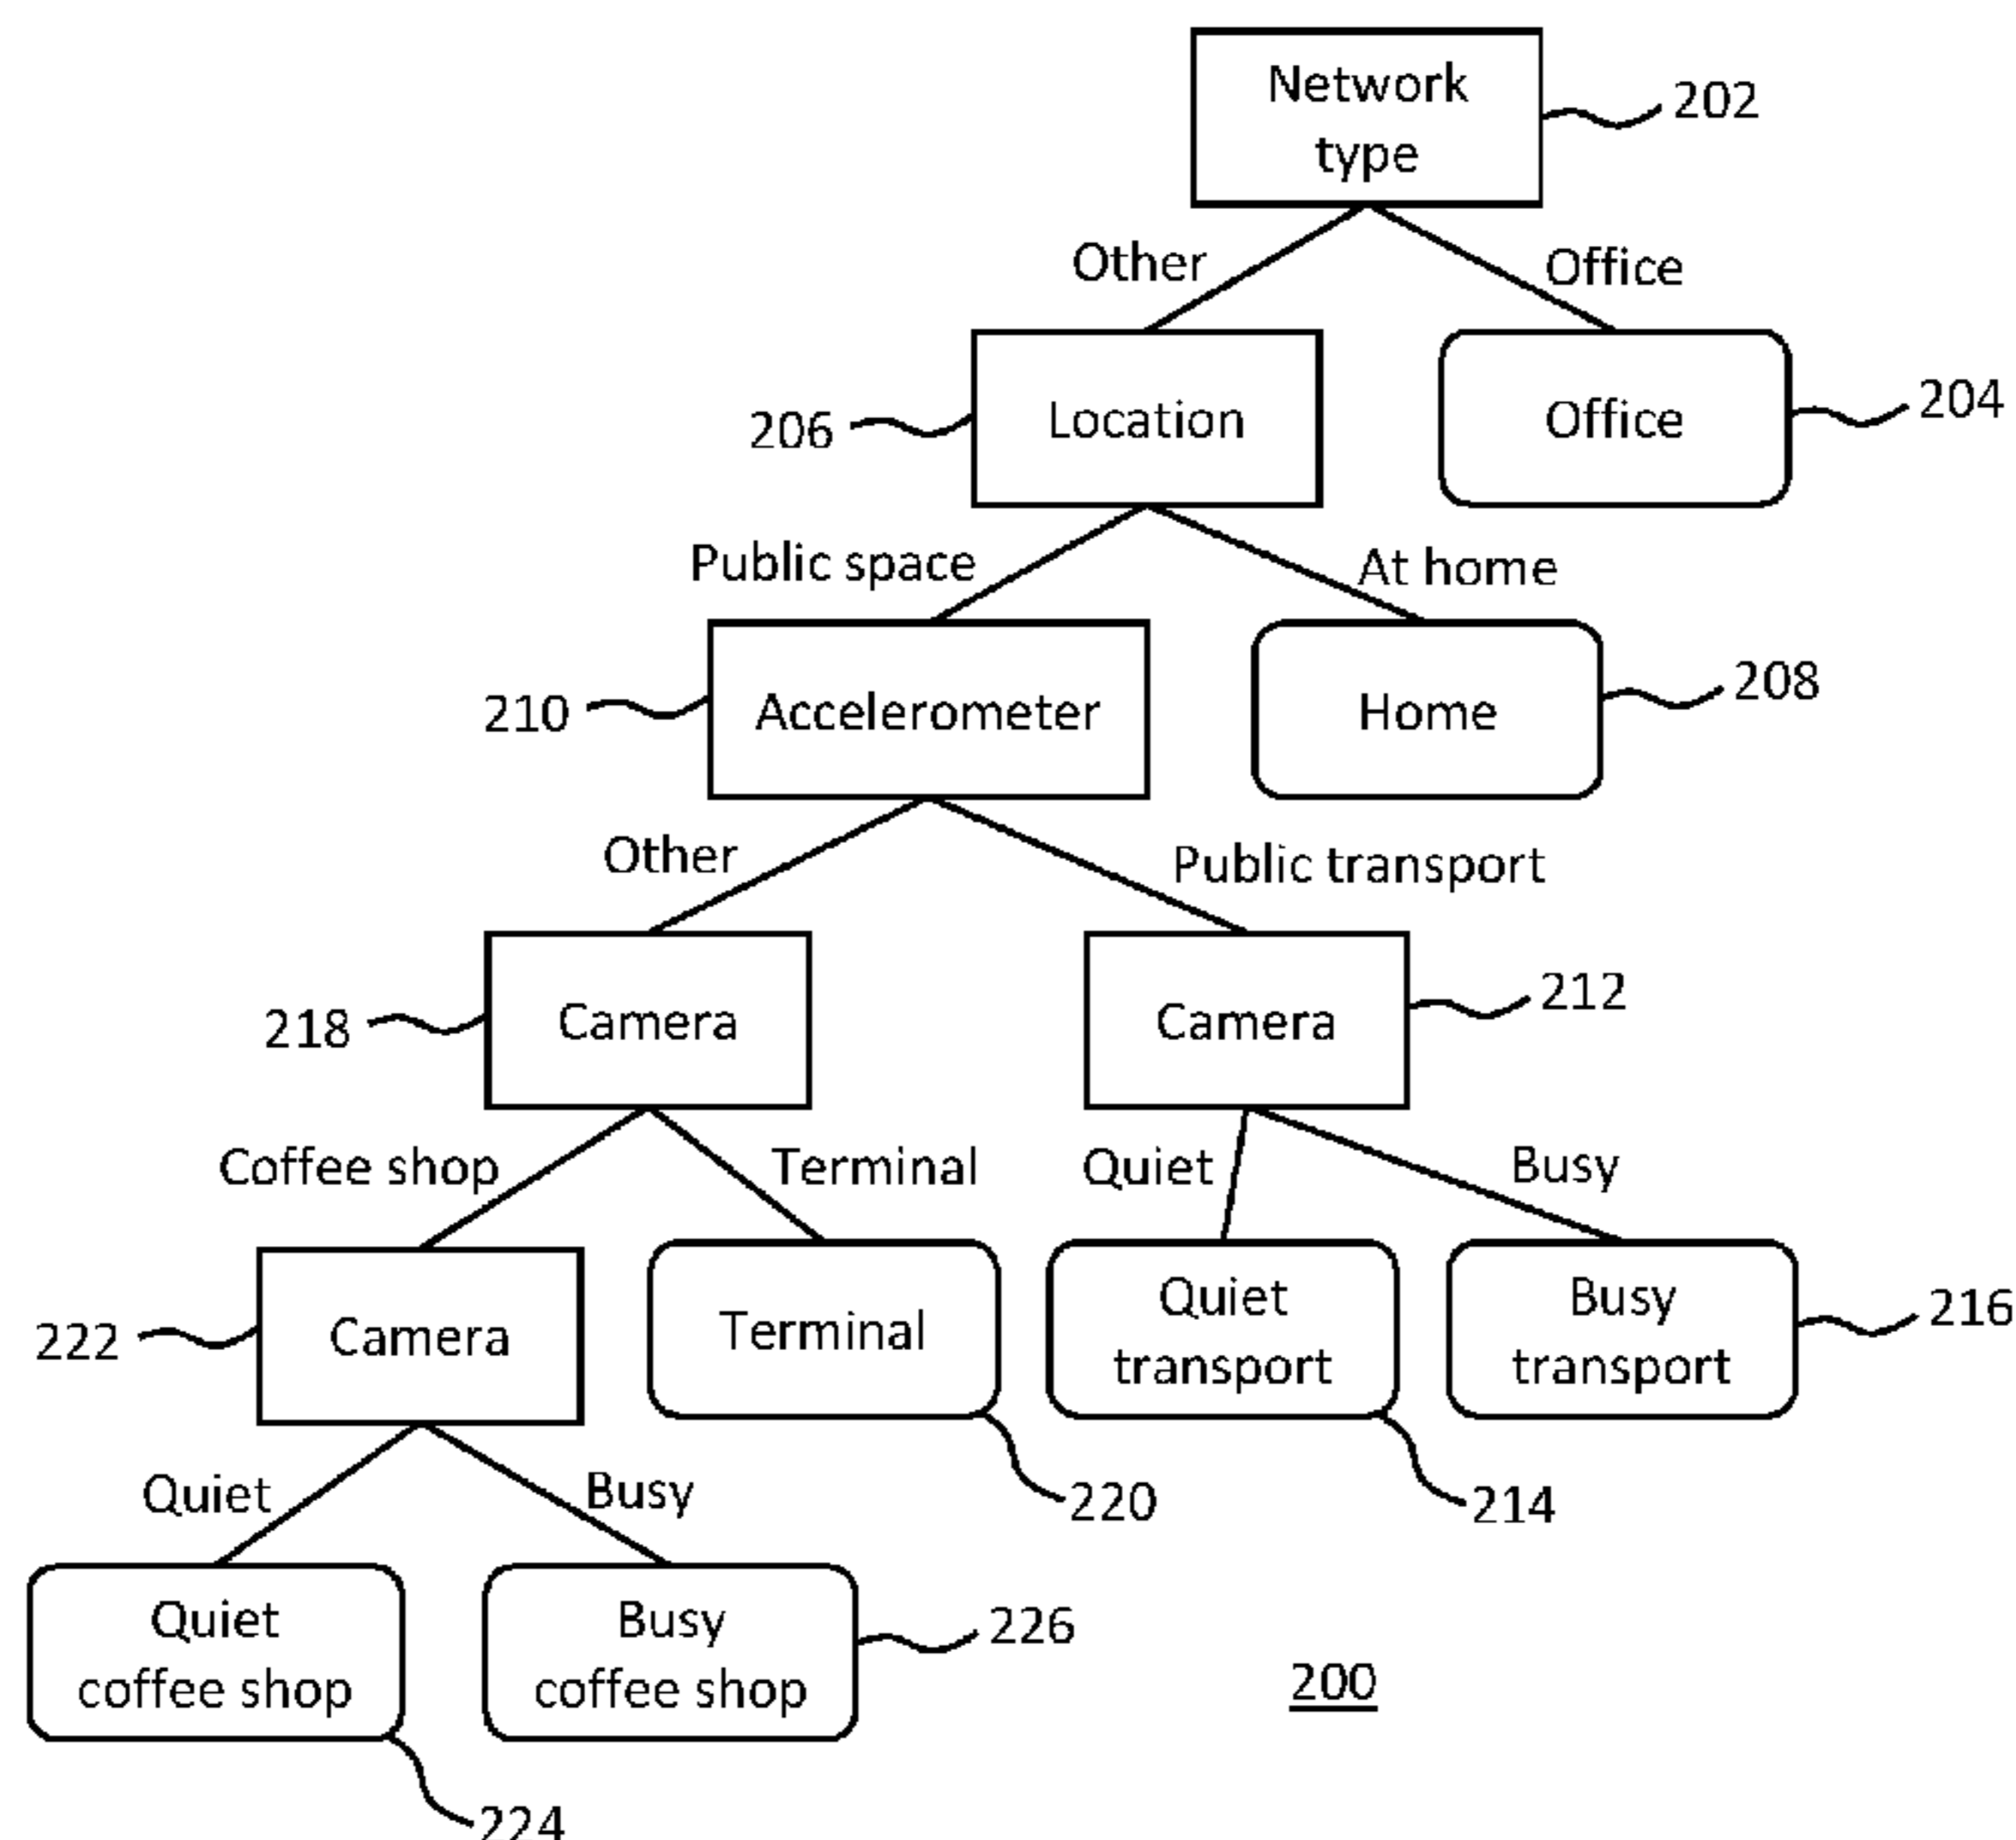 Network
type
202
Other
Office
206
Location
Office
204
Public space
At home
210
Accelerometer
Home
208
Other
Public transport
218
Camera
Camera
212
Coffee shop
Terminal
Quiet
Busy
222
Camera
Terminal
Quiet
transport
Busy
transport
216
Quiet
Busy
220
214
Quiet
coffee shop
Busy
coffee shop
226
200
224